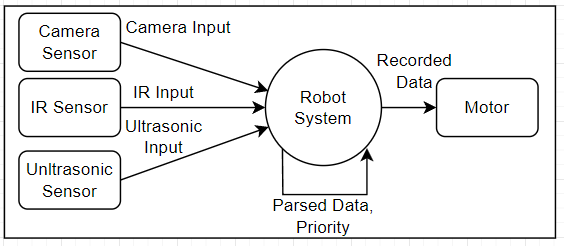 Camera
Sensor
Camera Input
IR Sensor
IR Input
Unltrasonic
Sensor
Ultrasonic
Input
Robot
System
Parsed Data,
Priority
Recorded
Data
Motor